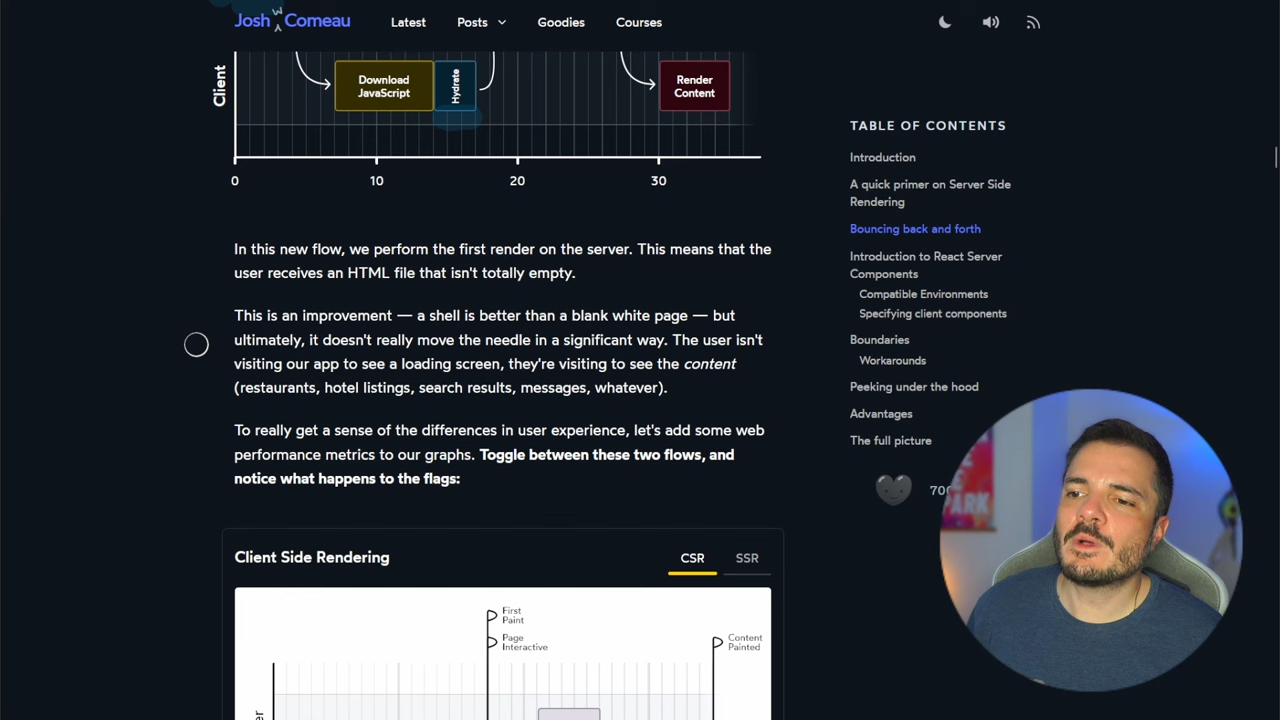 Josh W Comeau
Latest
Posts
Goodies
Courses
Client
Download
JavaScript
Hydrate
Render
Content
0
10
20
30
In this new flow, we perform the first render on the server. This means that the
user receives an HTML file that isn't totally empty.
This is an improvement — a shell is better than a blank white page — but
ultimately, it doesn't really move the needle in a significant way. The user isn't
visiting our app to see a loading screen, they're visiting to see the content
(restaurants, hotel listings, search results, messages, whatever).
To really get a sense of the differences in user experience, let's add some web
performance metrics to our graphs. Toggle between these two flows, and
notice what happens to the flags:
Client Side Rendering
CSR
SSR
First
Paint
Page
Interactive
Content
Painted
TABLE OF CONTENTS
Introduction
A quick primer on Server Side
Rendering
Bouncing back and forth
Introduction to React Server
Components
Compatible Environments
Specifying client components
Boundaries
Workarounds
Peeking under the hood
Advantages
The full picture
PARK